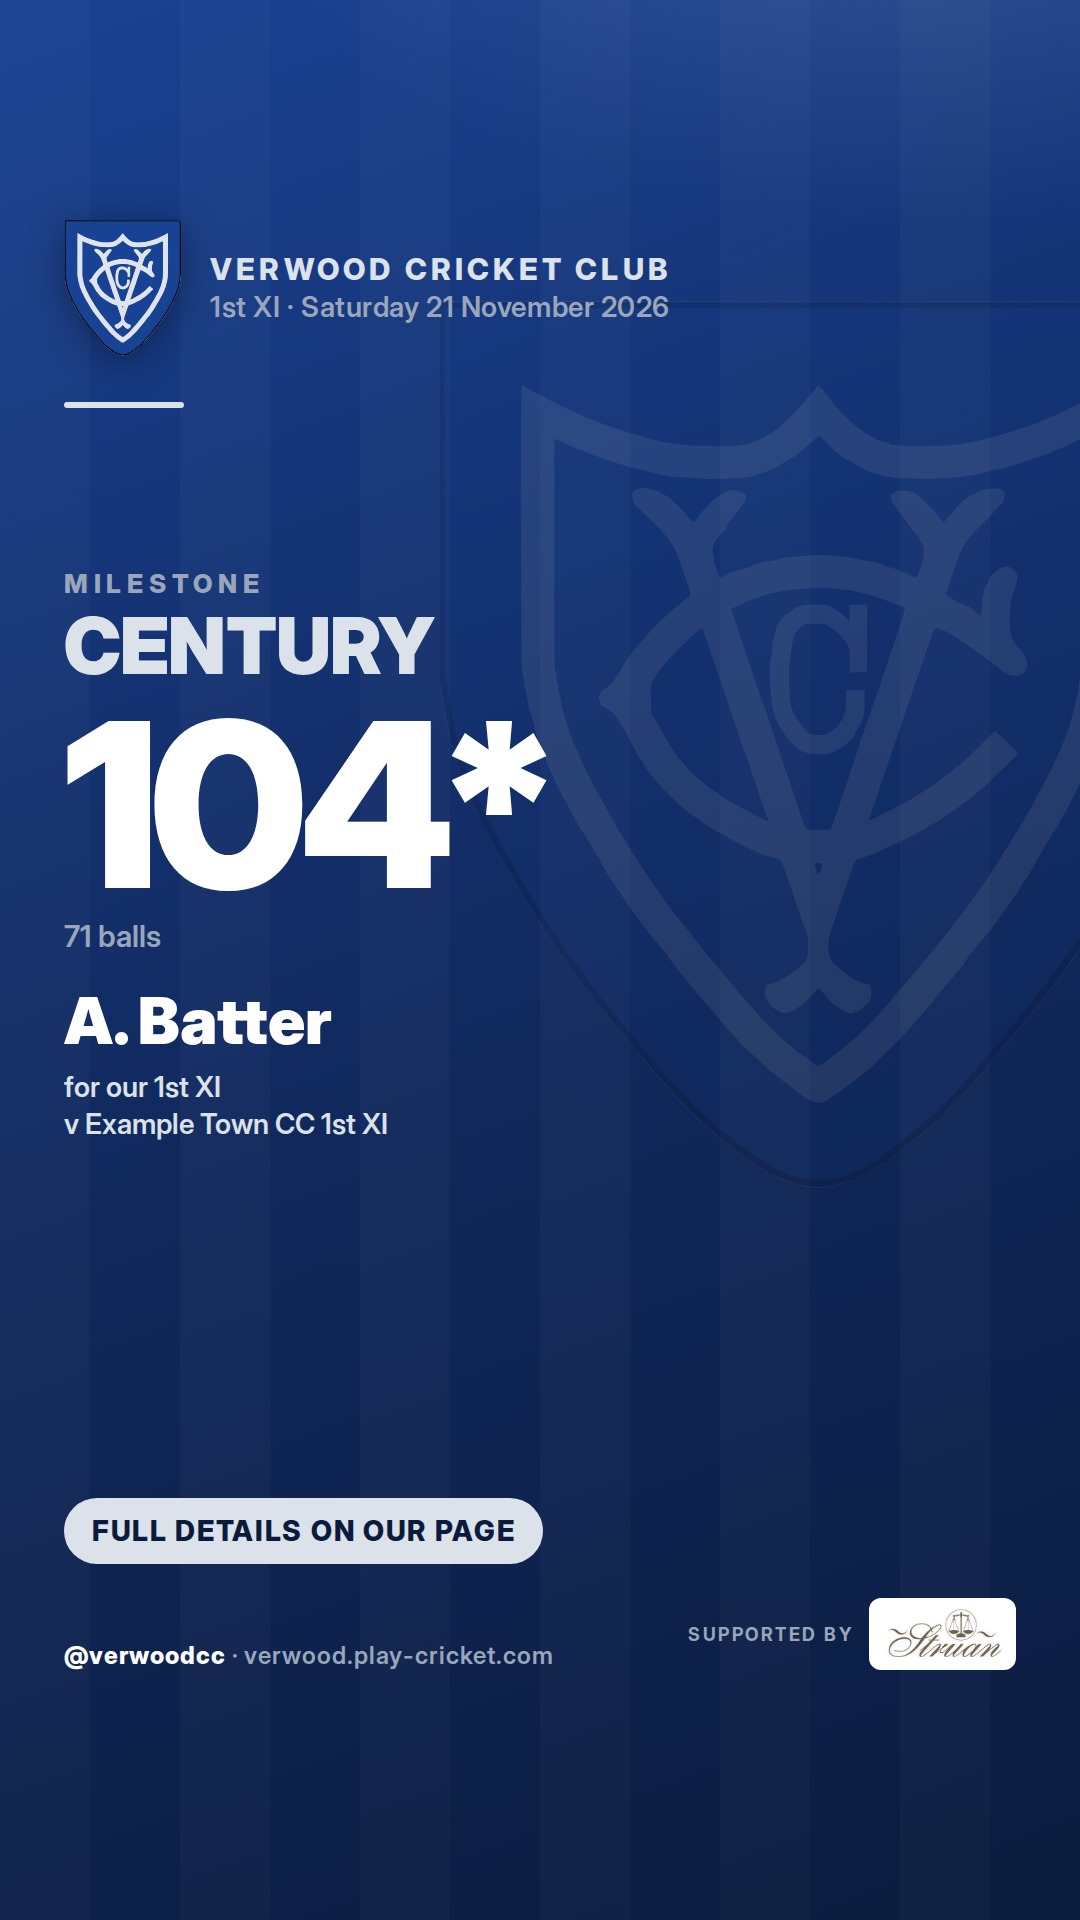 VERWOOD CRICKET CLUB
1st XI · Saturday 21 November 2026
MILESTONE
CENTURY
104*
71 balls
A. Batter
for our 1st XI
v Example Town CC 1st XI
FULL DETAILS ON OUR PAGE
@verwoodcc · verwood.play-cricket.com
SUPPORTED BY
~Struan~